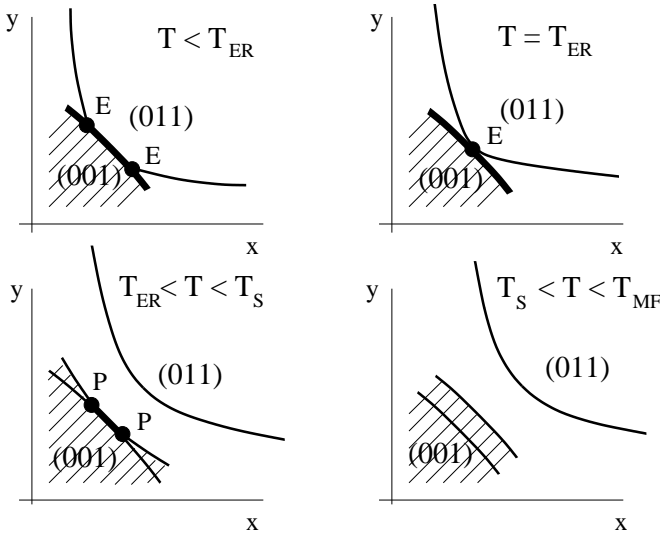 y
T < T_ER
E
(011)
E
(001)
x
y
T = T_ER
(011)
E
(001)
x
y
T_ER < T < T_S
P
(011)
P
(001)
x
y
T_S < T < T_MF
(011)
(001)
x